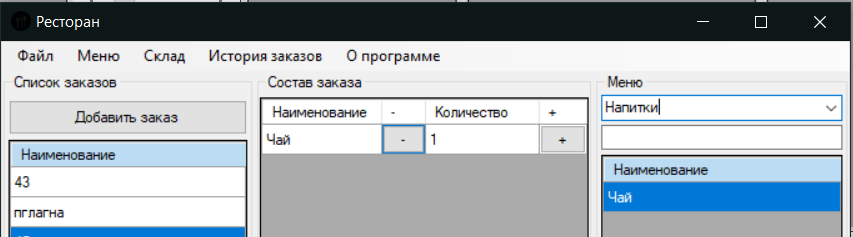 Ресторан
Файл Меню Склад История заказов О программе
Список заказов
Добавить заказ
Наименование
43
пглагна
Состав заказа
Наименование - Количество +
Чай - 1 +
Меню
Напитки
Наименование
Чай